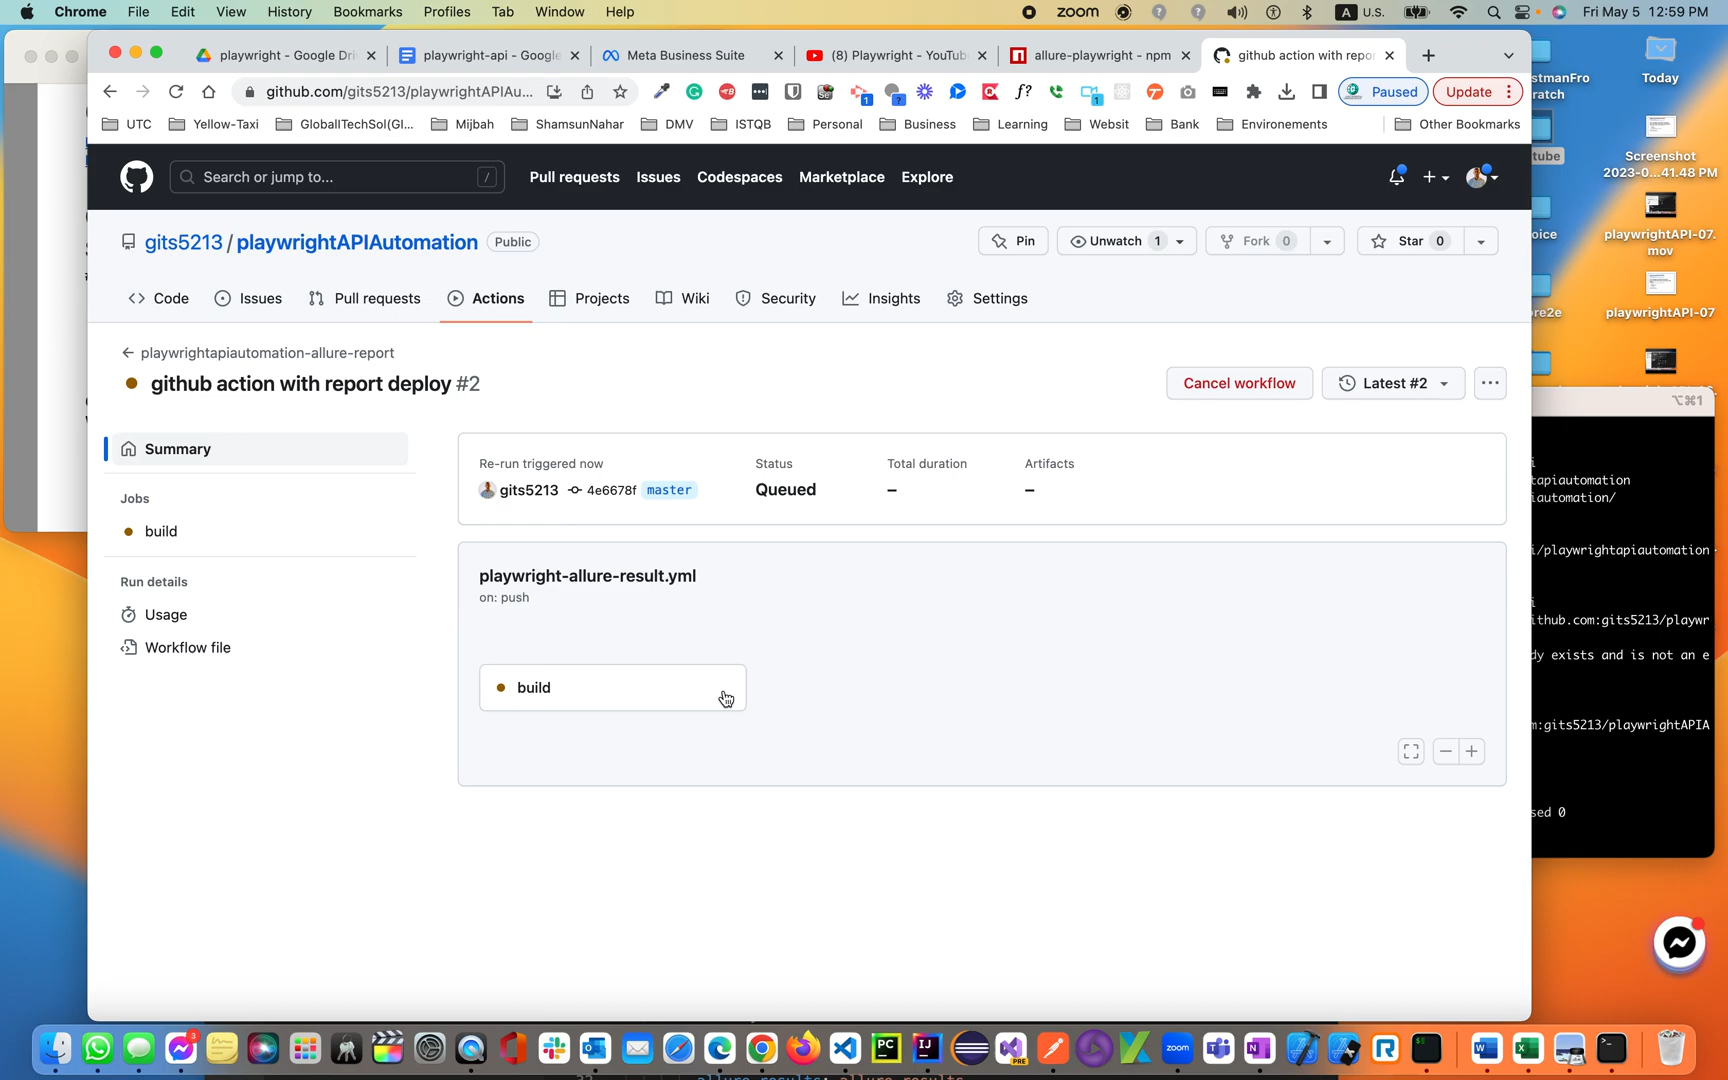 Chrome File Edit View History Bookmarks Profiles Tab Window Help zoom A U.S. Fri May 5 12:59 PM
playwright - Google Dri
playwright-api - Google
Meta Business Suite
(8) Playwright - YouTub
allure-playwright - npm
github action with repor
github.com/gits5213/playwrightAPIAu...
Paused
Update
UTC Yellow-Taxi GloballTechSol(Gl... Mijbah ShamsunNahar DMV ISTQB Personal Business Learning Websit Bank Environements Other Bookmarks
Search or jump to... /
Pull requests Issues Codespaces Marketplace Explore
gits5213 / playwrightAPIAutomation Public
Pin Unwatch 1 Fork 0 Star 0
Code Issues Pull requests Actions Projects Wiki Security Insights Settings
playwrightapiautomation-allure-report
github action with report deploy #2
Cancel workflow Latest #2
Summary
Jobs
build
Run details
Usage
Workflow file
Re-run triggered now Status Total duration Artifacts
gits5213 4e6678f master Queued – –
playwright-allure-result.yml
on: push
build
stmanFro
ratch
Today
tube
Screenshot
2023-0...41.48 PM
oice
playwrightAPI-07.
mov
re2e
playwrightAPI-07
⌥⌘1
tapiautomation
iautomation/
i/playwrightapiautomation
ithub.com:gits5213/playwr
dy exists and is not an e
m:gits5213/playwrightAPIA
sed 0